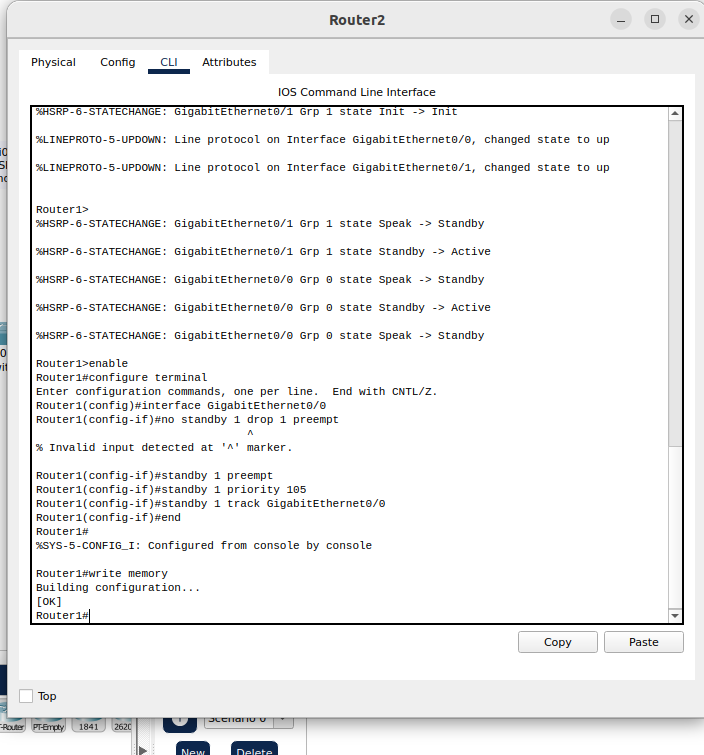 Router2
Physical Config CLI Attributes
IOS Command Line Interface
%HSRP-6-STATECHANGE: GigabitEthernet0/1 Grp 1 state Init -> Init
%LINEPROTO-5-UPDOWN: Line protocol on Interface GigabitEthernet0/0, changed state to up
%LINEPROTO-5-UPDOWN: Line protocol on Interface GigabitEthernet0/1, changed state to up
Router1>
%HSRP-6-STATECHANGE: GigabitEthernet0/1 Grp 1 state Speak -> Standby
%HSRP-6-STATECHANGE: GigabitEthernet0/1 Grp 1 state Standby -> Active
%HSRP-6-STATECHANGE: GigabitEthernet0/0 Grp 0 state Speak -> Standby
%HSRP-6-STATECHANGE: GigabitEthernet0/0 Grp 0 state Standby -> Active
%HSRP-6-STATECHANGE: GigabitEthernet0/0 Grp 0 state Speak -> Standby
Router1>enable
Router1#configure terminal
Enter configuration commands, one per line.  End with CNTL/Z.
Router1(config)#interface GigabitEthernet0/0
Router1(config-if)#no standby 1 drop 1 preempt
^
% Invalid input detected at '^' marker.
Router1(config-if)#standby 1 preempt
Router1(config-if)#standby 1 priority 105
Router1(config-if)#standby 1 track GigabitEthernet0/0
Router1(config-if)#end
Router1#
%SYS-5-CONFIG_I: Configured from console by console
Router1#write memory
Building configuration...
[OK]
Router1#
Copy Paste
Top
-Router PT-Empty 1841 2620
Scenario 0
New Delete